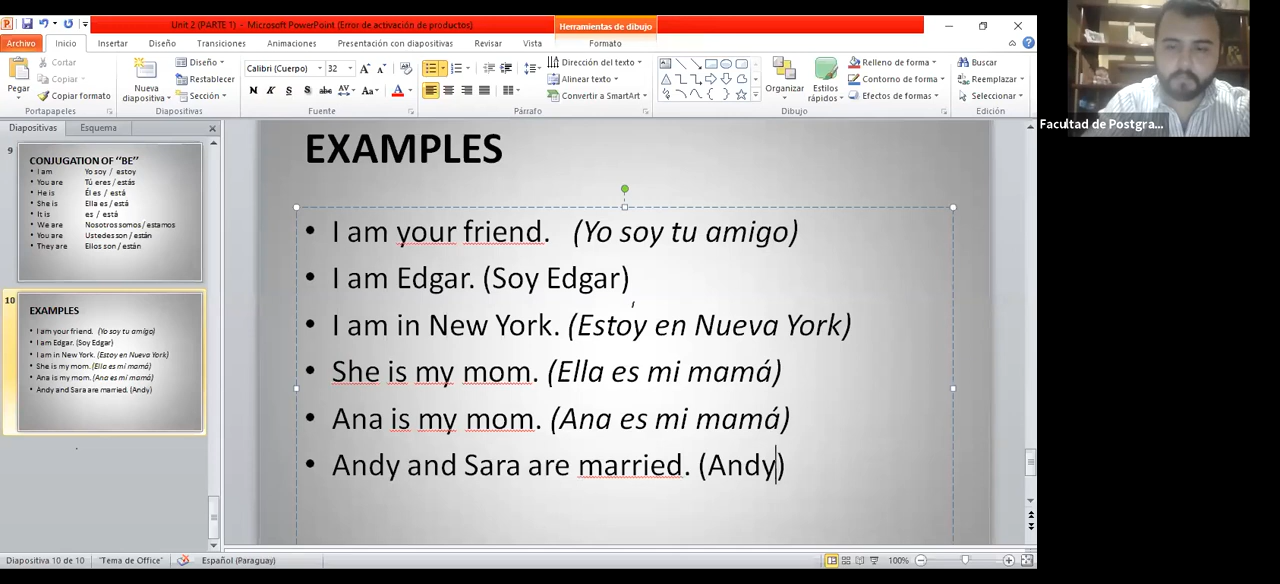 Unit 2 (PARTE 1) - Microsoft PowerPoint (Error de activación de productos)
Herramientas de dibujo
Archivo Inicio Insertar Diseño Transiciones Animaciones Presentación con diapositivas Revisar Vista Formato
Pegar
Cortar
Copiar
Copiar formato
Portapapeles
Nueva
diapositiva
Diseño
Restablecer
Sección
Diapositivas
Calibri (Cuerpo) 32
Fuente
Párrafo
Dirección del texto
Alinear texto
Convertir a SmartArt
Organizar
Estilos
rápidos
Dibujo
Relleno de forma
Contorno de forma
Efectos de formas
Buscar
Reemplazar
Seleccionar
Edición
Facultad de Postgra...
Diapositivas Esquema
9
CONJUGATION OF "BE"
I am Yo soy / estoy
You are Tú eres / estás
He is Él es / está
She is Ella es / está
It is es / está
We are Nosotros somos / estamos
You are Ustedes son / están
They are Ellos son / están
10
EXAMPLES
• I am your friend. (Yo soy tu amigo)
• I am Edgar. (Soy Edgar)
• I am in New York. (Estoy en Nueva York)
• She is my mom. (Ella es mi mamá)
• Ana is my mom. (Ana es mi mamá)
• Andy and Sara are married. (Andy)
EXAMPLES
• I am your friend. (Yo soy tu amigo)
• I am Edgar. (Soy Edgar)
• I am in New York. (Estoy en Nueva York)
• She is my mom. (Ella es mi mamá)
• Ana is my mom. (Ana es mi mamá)
• Andy and Sara are married. (Andy)
Diapositiva 10 de 10 "Tema de Office" Español (Paraguay) 100%